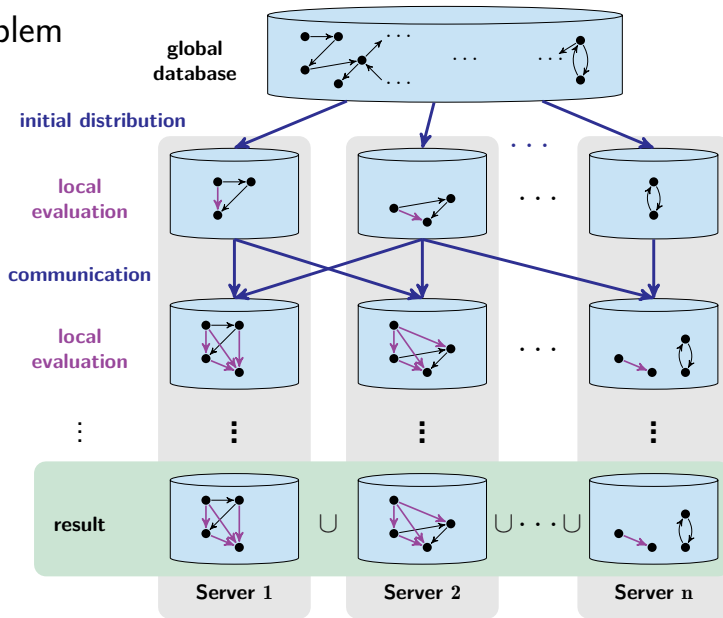 blem
global
database
... ... ...
...
initial distribution
...
local
evaluation
...
communication
local
evaluation
...
⋮ ⋮ ⋮ ⋮
result ∪ ∪ ··· ∪
Server 1 Server 2 Server n